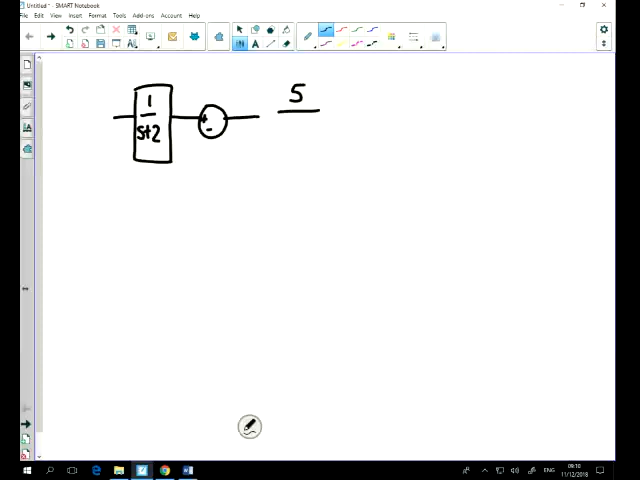 Untitled * - SMART Notebook
File Edit View Insert Format Tools Add-ons Account Help
1
s+2
+
-
5
ENG
09:10
11/12/2018